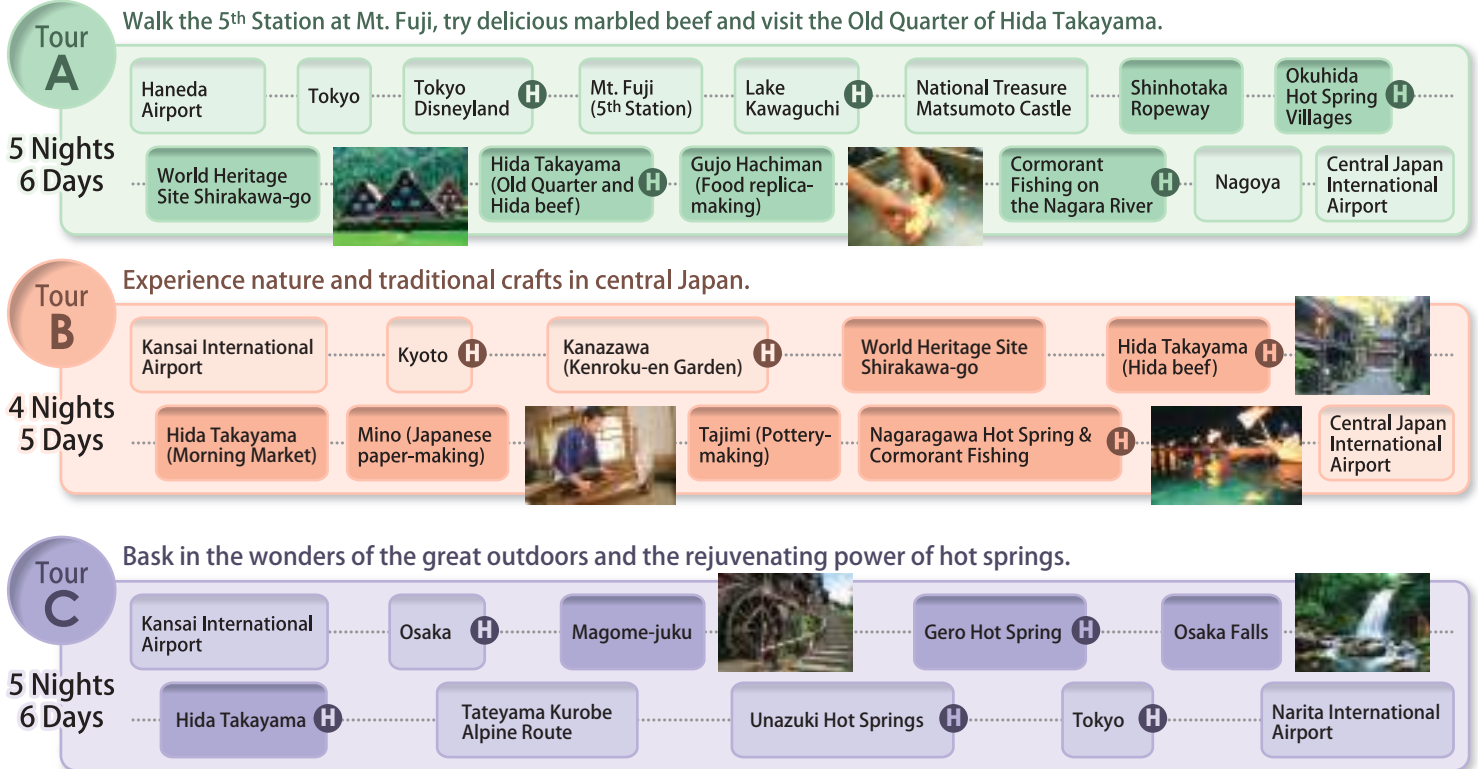 Tour
A
Walk the 5th Station at Mt. Fuji, try delicious marbled beef and visit the Old Quarter of Hida Takayama.
5 Nights
6 Days
Haneda
Airport
Tokyo
Tokyo
Disneyland
H
Mt. Fuji
(5th Station)
Lake
Kawaguchi
H
National Treasure
Matsumoto Castle
Shinhotaka
Ropeway
Okuhida
Hot Spring
Villages
H
World Heritage
Site Shirakawa-go
Hida Takayama
(Old Quarter and
Hida beef)
H
Gujo Hachiman
(Food replica-
making)
Cormorant
Fishing on
the Nagara River
H
Nagoya
Central Japan
International
Airport
Tour
B
Experience nature and traditional crafts in central Japan.
4 Nights
5 Days
Kansai International
Airport
Kyoto
H
Kanazawa
(Kenroku-en Garden)
H
World Heritage Site
Shirakawa-go
Hida Takayama
(Hida beef)
H
Hida Takayama
(Morning Market)
Mino (Japanese
paper-making)
Tajimi (Pottery-
making)
Nagaragawa Hot Spring &
Cormorant Fishing
H
Central Japan
International
Airport
Tour
C
Bask in the wonders of the great outdoors and the rejuvenating power of hot springs.
5 Nights
6 Days
Kansai International
Airport
Osaka
H
Magome-juku
Gero Hot Spring
H
Osaka Falls
Hida Takayama
H
Tateyama Kurobe
Alpine Route
Unazuki Hot Springs
H
Tokyo
H
Narita International
Airport